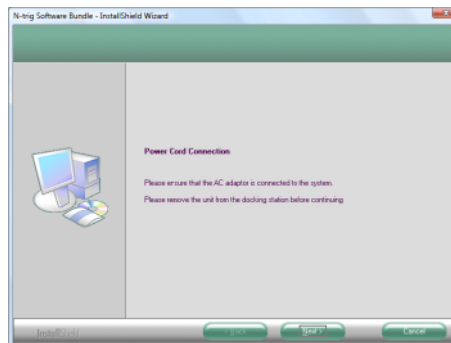 N-trig Software Bundle - InstallShield Wizard
Power Cord Connection
Please ensure that the AC adaptor is connected to the system.
Please remove the unit from the docking station before continuing
InstallShield
< Back
Next >
Cancel